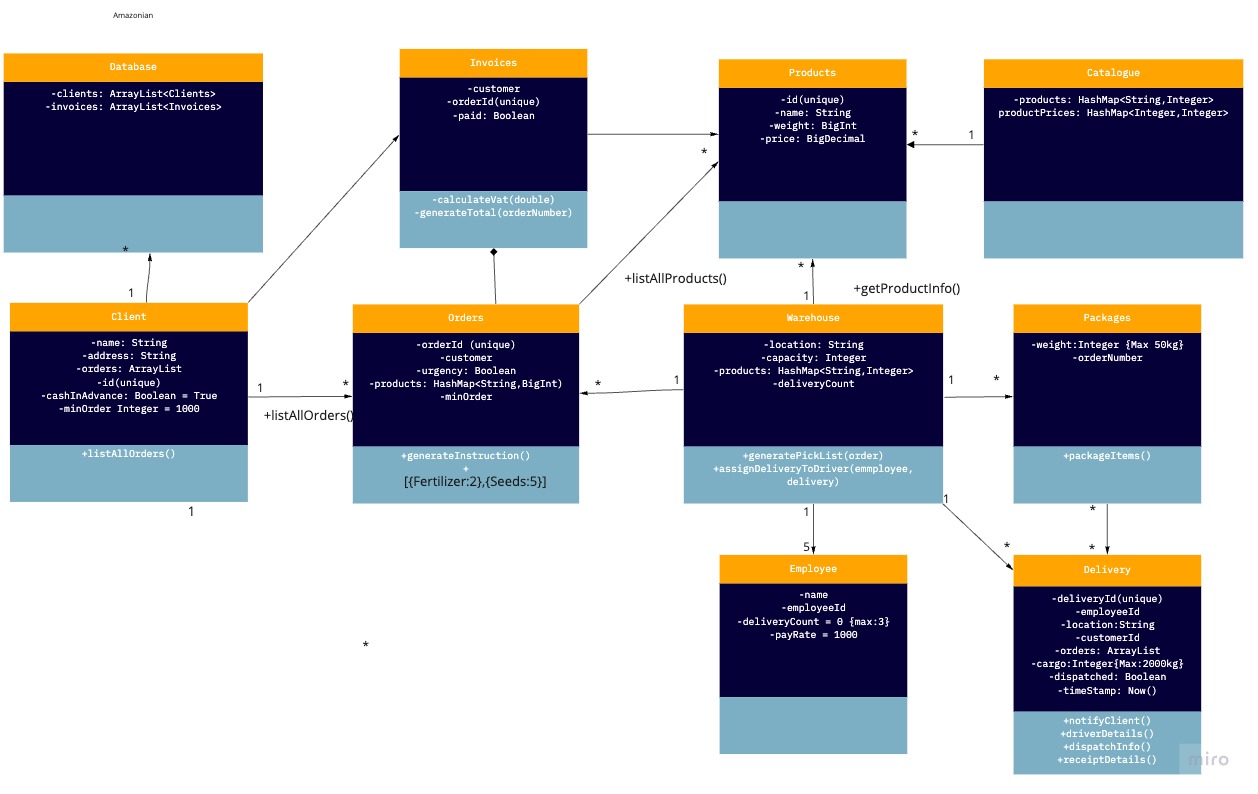 Amazonian
Database
-clients: ArrayList<Clients>
-invoices: ArrayList<Invoices>
Invoices
-customer
-orderId(unique)
-paid: Boolean
-calculateVat(double)
-generateTotal(orderNumber)
Products
-id(unique)
-name: String
-weight: BigInt
-price: BigDecimal
Catalogue
-products: HashMap<String,Integer>
productPrices: HashMap<Integer,Integer>
*
1
*
*
1
+listAllProducts()
*
1
+getProductInfo()
Client
-name: String
-address: String
-orders: ArrayList
-id(unique)
-cashInAdvance: Boolean = True
-minOrder Integer = 1000
+listAllOrders()
1
*
+listAllOrders()
Orders
-orderId (unique)
-customer
-urgency: Boolean
-products: HashMap<String,BigInt)
-minOrder
+generateInstruction()
+
[{Fertilizer:2},{Seeds:5}]
*
1
Warehouse
-location: String
-capacity: Integer
-products: HashMap<String,Integer>
-deliveryCount
+generatePickList(order)
+assignDeliveryToDriver(emmployee,
delivery)
1
*
Packages
-weight:Integer {Max 50kg}
-orderNumber
+packageItems()
1
1
5
1
*
*
*
Employee
-name
-employeeId
-deliveryCount = 0 {max:3}
-payRate = 1000
*
Delivery
-deliveryId(unique)
-employeeId
-location:String
-customerId
-orders: ArrayList
-cargo:Integer{Max:2000kg}
-dispatched: Boolean
-timeStamp: Now()
+notifyClient()
+driverDetails()
+dispatchInfo()
+receiptDetails()
miro